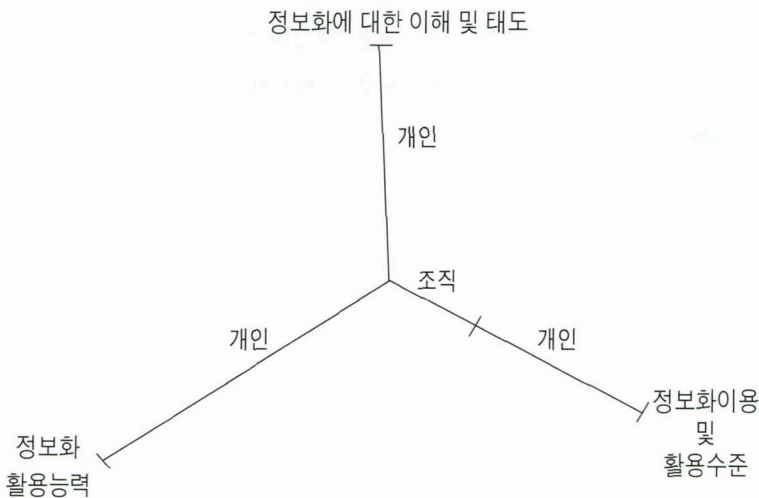 정보화에 대한 이해 및 태도
개인
조직
개인
개인
정보화이용
및
활용수준
정보화
활용능력